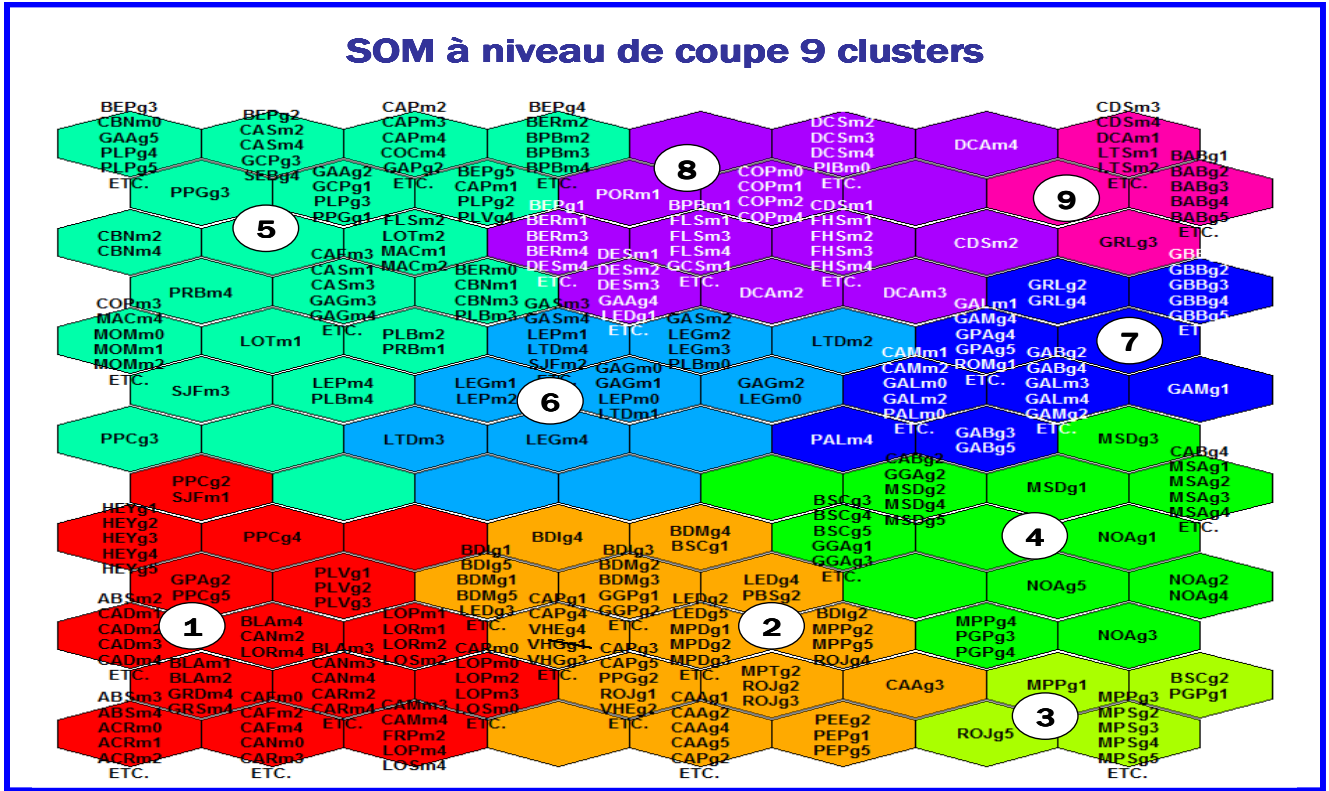 SOM à niveau de coupe 9 clusters
BEPg3
CBNm0
GAAg5
PLPg4
PLPg5
ETC.
BEPg2
CASm2
CASm4
GCPg3
SEBg4
CAPm2
CAPm3
CAPm4
COCm4
GAPg2
ETC.
BEPg4
BERm2
BPBm2
BPBm3
BPBm4
ETC.
DCSm2
DCSm3
DCSm4
PIBm0
ETC.
DCAm4
CDSm3
CDSm4
DCAm1
LTSm1
LTSm2
ETC.
PPGg3
GAAg2
GCPg1
PLPg3
PPGg1
BEPg5
CAPm1
PLPg2
PLVg4
PORm1
8
COPm0
COPm1
COPm2
COPm4
9
BABg1
BABg2
BABg3
BABg4
BABg5
ETC.
CBNm2
CBNm4
5
FLSm2
LOTm2
MACm1
MACm2
BEPg1
BERm1
BERm3
BERm4
DESm4
ETC.
BPBm1
FLSm1
FLSm3
FLSm4
GCSm1
ETC.
CDSm1
FHSm1
FHSm2
FHSm3
FHSm4
ETC.
CDSm2
GRLg3
PRBm4
CAFm3
CASm1
CASm3
GAGm3
GAGm4
ETC.
BERm0
CBNm1
CBNm3
PLBm3
DESm1
DESm2
DESm3
GAAg4
LEDg1
ETC.
DCAm2
DCAm3
GRLg2
GRLg4
GBBg2
GBBg3
GBBg4
GBBg5
COPm3
MACm4
MOMm0
MOMm1
MOMm2
ETC.
LOTm1
PLBm2
PRBm1
GASm3
GASm4
LEPm1
LTDm4
SJFm2
GASm2
LEGm2
LEGm3
PLBm0
LTDm2
GALm1
GAMg4
GPAg4
GPAg5
ROMg1
ETC.
7
SJFm3
LEPm4
PLBm4
LEGm1
LEPm2
6
GAGm0
GAGm1
LEPm0
LTDm1
GAGm2
LEGm0
CAMm1
CAMm2
GALm0
GALm2
PALm0
ETC.
GABg2
GABg4
GALm3
GALm4
GAMg2
ETC.
GAMg1
PPCg3
LTDm3
LEGm4
PALm4
GABg3
GABg5
MSDg3
PPCg2
SJFm1
CABg2
GGAg2
MSDg2
MSDg4
MSDg5
MSDg1
CABg4
MSAg1
MSAg2
MSAg3
MSAg4
ETC.
HEYg1
HEYg2
HEYg3
HEYg4
HEYg5
PPCg4
BDIg4
BDMg4
BSCg1
BSCg3
BSCg4
BSCg5
GGAg1
GGAg3
ETC.
4
NOAg1
GPAg2
PPCg5
PLVg1
PLVg2
PLVg3
BDIg1
BDIg5
BDMg1
BDMg5
LEDg3
ETC.
BDIg3
BDMg2
BDMg3
GGPg1
GGPg2
ETC.
LEDg4
PBSg2
NOAg5
NOAg2
NOAg4
ABSm2
CADm1
CADm2
CADm3
CADm4
ETC.
1
BLAm4
CANm2
LORm4
LOPm1
LORm1
LORm2
LOSm2
CAPg1
CAPg4
VHEg4
VHGg1
VHGg3
ETC.
LEDg2
LEDg5
MPDg1
MPDg2
MPDg3
ETC.
2
BDIg2
MPPg2
MPPg5
ROJg4
MPPg4
PGPg3
PGPg4
NOAg3
BLAm1
BLAm2
GRDm4
GRSm4
BLAm3
CANm3
CANm4
CARm2
CARm4
ETC.
CARm0
LOPm2
LOPm3
LOSm0
ETC.
CAPg3
CAPg5
PPGg2
ROJg1
VHEg2
ETC.
MPTg2
ROJg2
ROJg3
CAAg3
MPPg1
BSCg2
PGPg1
ABSm3
ABSm4
ACRm0
ACRm1
ACRm2
ETC.
CAFm0
CAFm2
CAFm4
CANm0
CARm3
ETC.
CAMm3
CAMm4
FRPm2
LOPm4
LOSm4
CAAg1
CAAg2
CAAg4
CAAg5
CAPg2
ETC.
PEEg2
PEPg1
PEPg5
ROJg5
3
MPPg3
MPSg2
MPSg3
MPSg4
MPSg5
ETC.